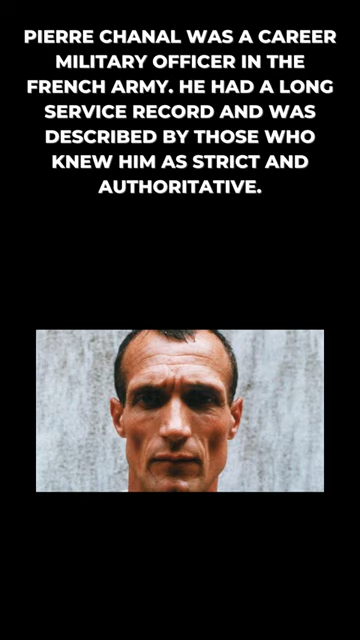 PIERRE CHANAL WAS A CAREER
MILITARY OFFICER IN THE
FRENCH ARMY. HE HAD A LONG
SERVICE RECORD AND WAS
DESCRIBED BY THOSE WHO
KNEW HIM AS STRICT AND
AUTHORITATIVE.